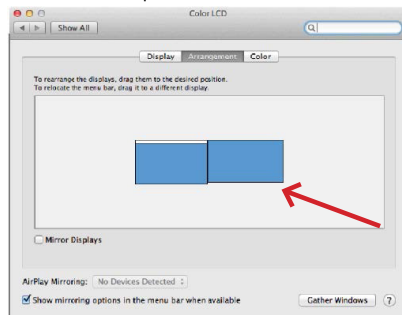 Color LCD
Show All
Display Arrangement Color
To rearrange the displays, drag them to the desired position.
To relocate the menu bar, drag it to a different display.
Mirror Displays
AirPlay Mirroring: No Devices Detected
Show mirroring options in the menu bar when available
Gather Windows ?